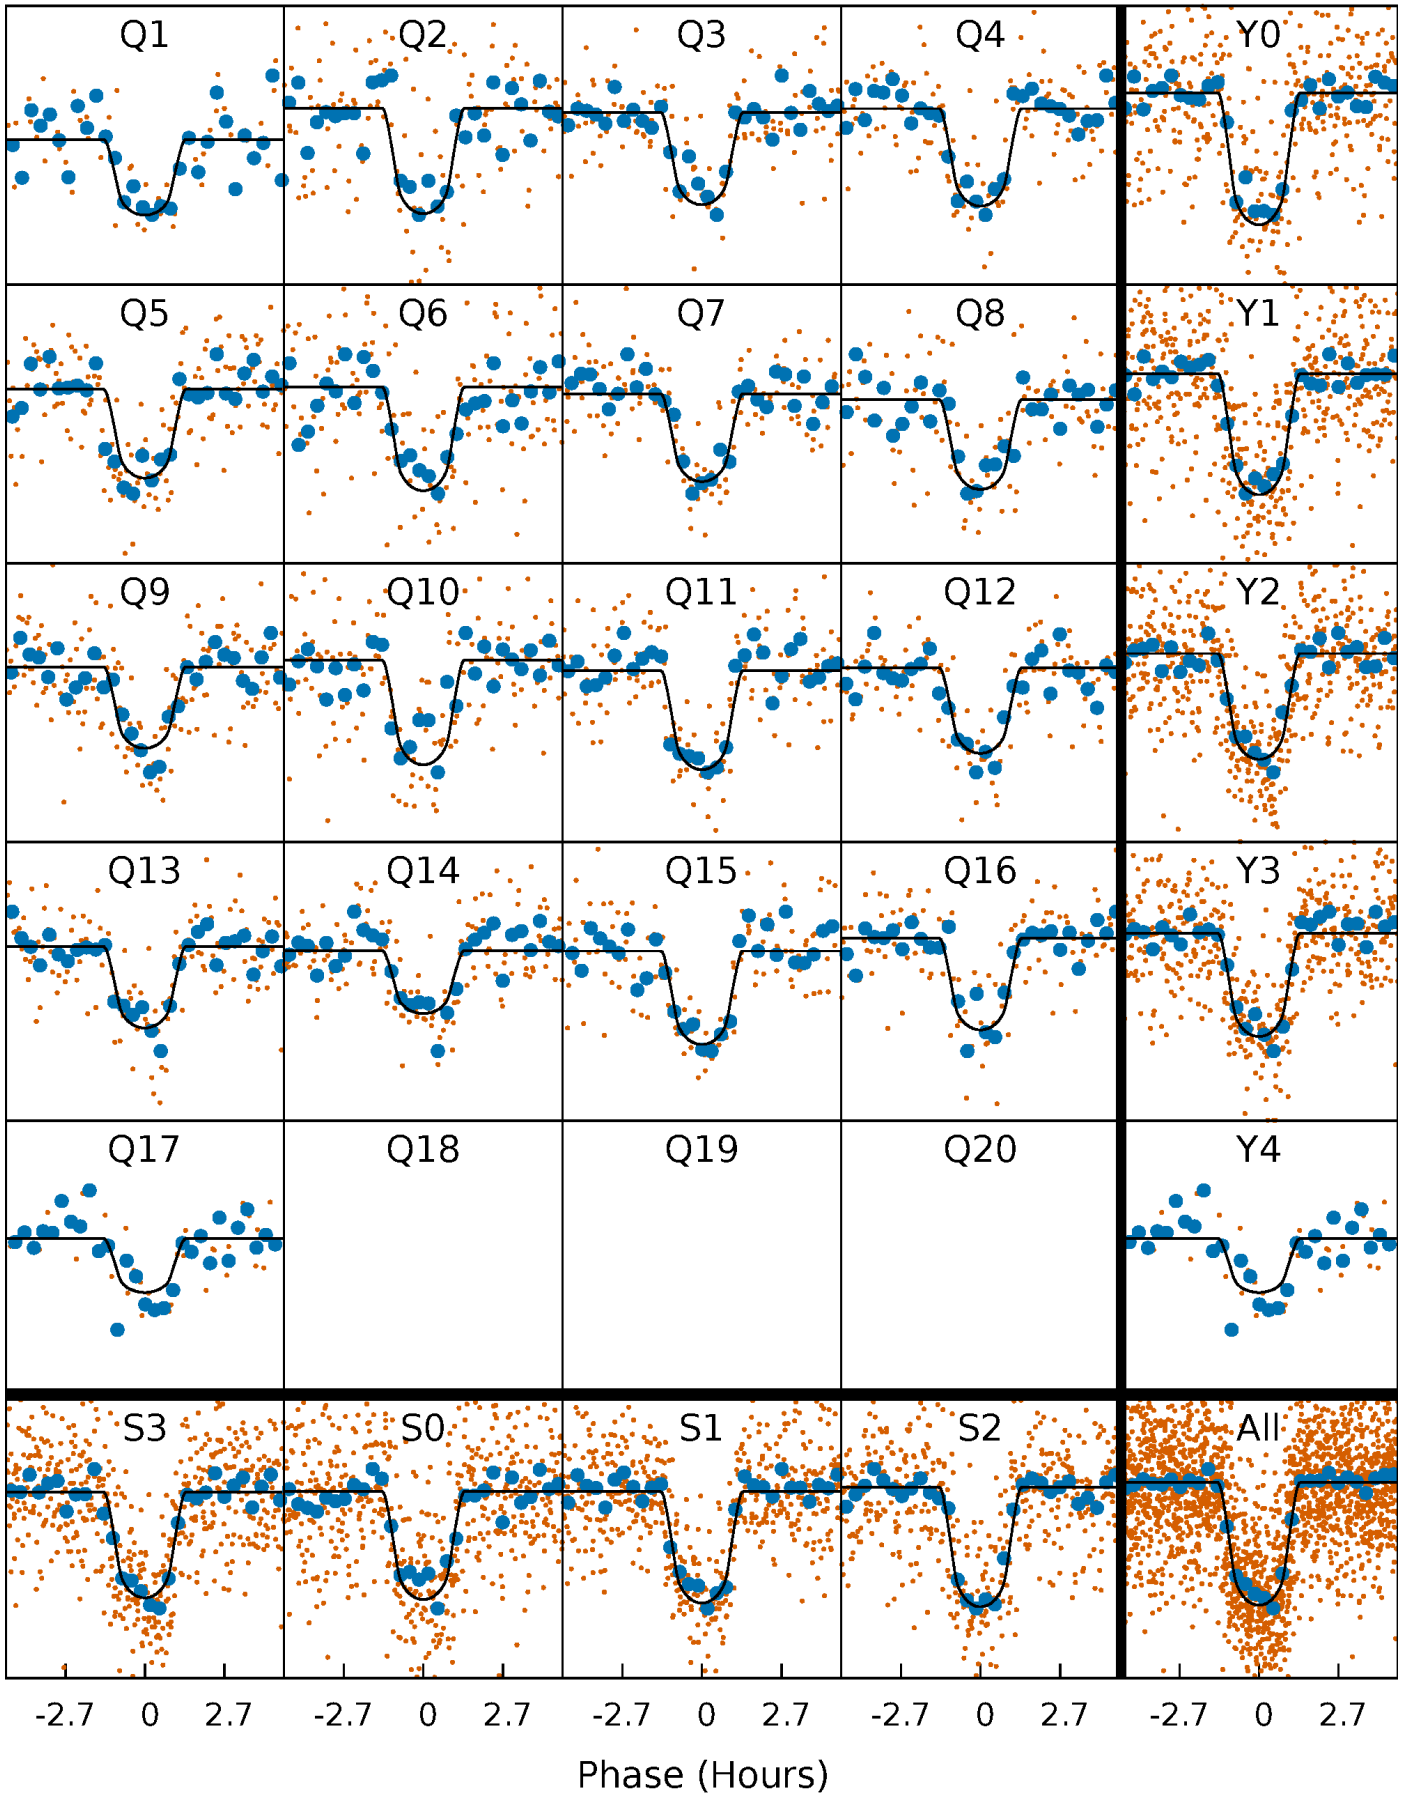 Q1 Q2 Q3 Q4 Y0
Q5 Q6 Q7 Q8 Y1
Q9 Q10 Q11 Q12 Y2
Q13 Q14 Q15 Q16 Y3
Q17 Q18 Q19 Q20 Y4
S3 S0 S1 S2 All
-2.7 0 2.7 -2.7 0 2.7 -2.7 0 2.7 -2.7 0 2.7 -2.7 0 2.7
Phase (Hours)